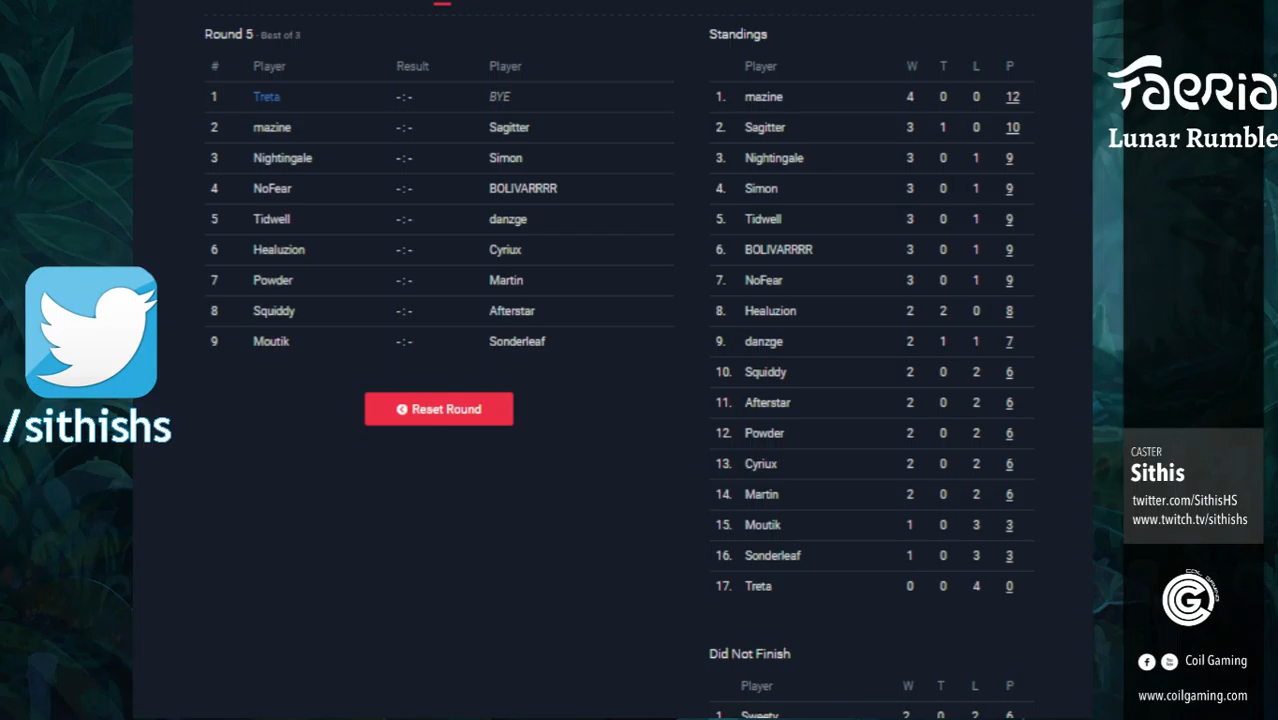 Round 5 - Best of 3
# Player Result Player
1 Treta -:- BYE
2 mazine -:- Sagitter
3 Nightingale -:- Simon
4 NoFear -:- BOLIVARRRR
5 Tidwell -:- danzge
6 Healuzion -:- Cyriux
7 Powder -:- Martin
8 Squiddy -:- Afterstar
9 Moutik -:- Sonderleaf
Reset Round
Standings
Player W T L P
1. mazine 4 0 0 12
2. Sagitter 3 1 0 10
3. Nightingale 3 0 1 9
4. Simon 3 0 1 9
5. Tidwell 3 0 1 9
6. BOLIVARRRR 3 0 1 9
7. NoFear 3 0 1 9
8. Healuzion 2 2 0 8
9. danzge 2 1 1 7
10. Squiddy 2 0 2 6
11. Afterstar 2 0 2 6
12. Powder 2 0 2 6
13. Cyriux 2 0 2 6
14. Martin 2 0 2 6
15. Moutik 1 0 3 3
16. Sonderleaf 1 0 3 3
17. Treta 0 0 4 0
Did Not Finish
Player W T L P
1. Sweety 2 0 2 6
/sithishs
Faeria
Lunar Rumble
CASTER
Sithis
twitter.com/SithisHS
www.twitch.tv/sithishs
COIL GAMING
Coil Gaming
www.coilgaming.com